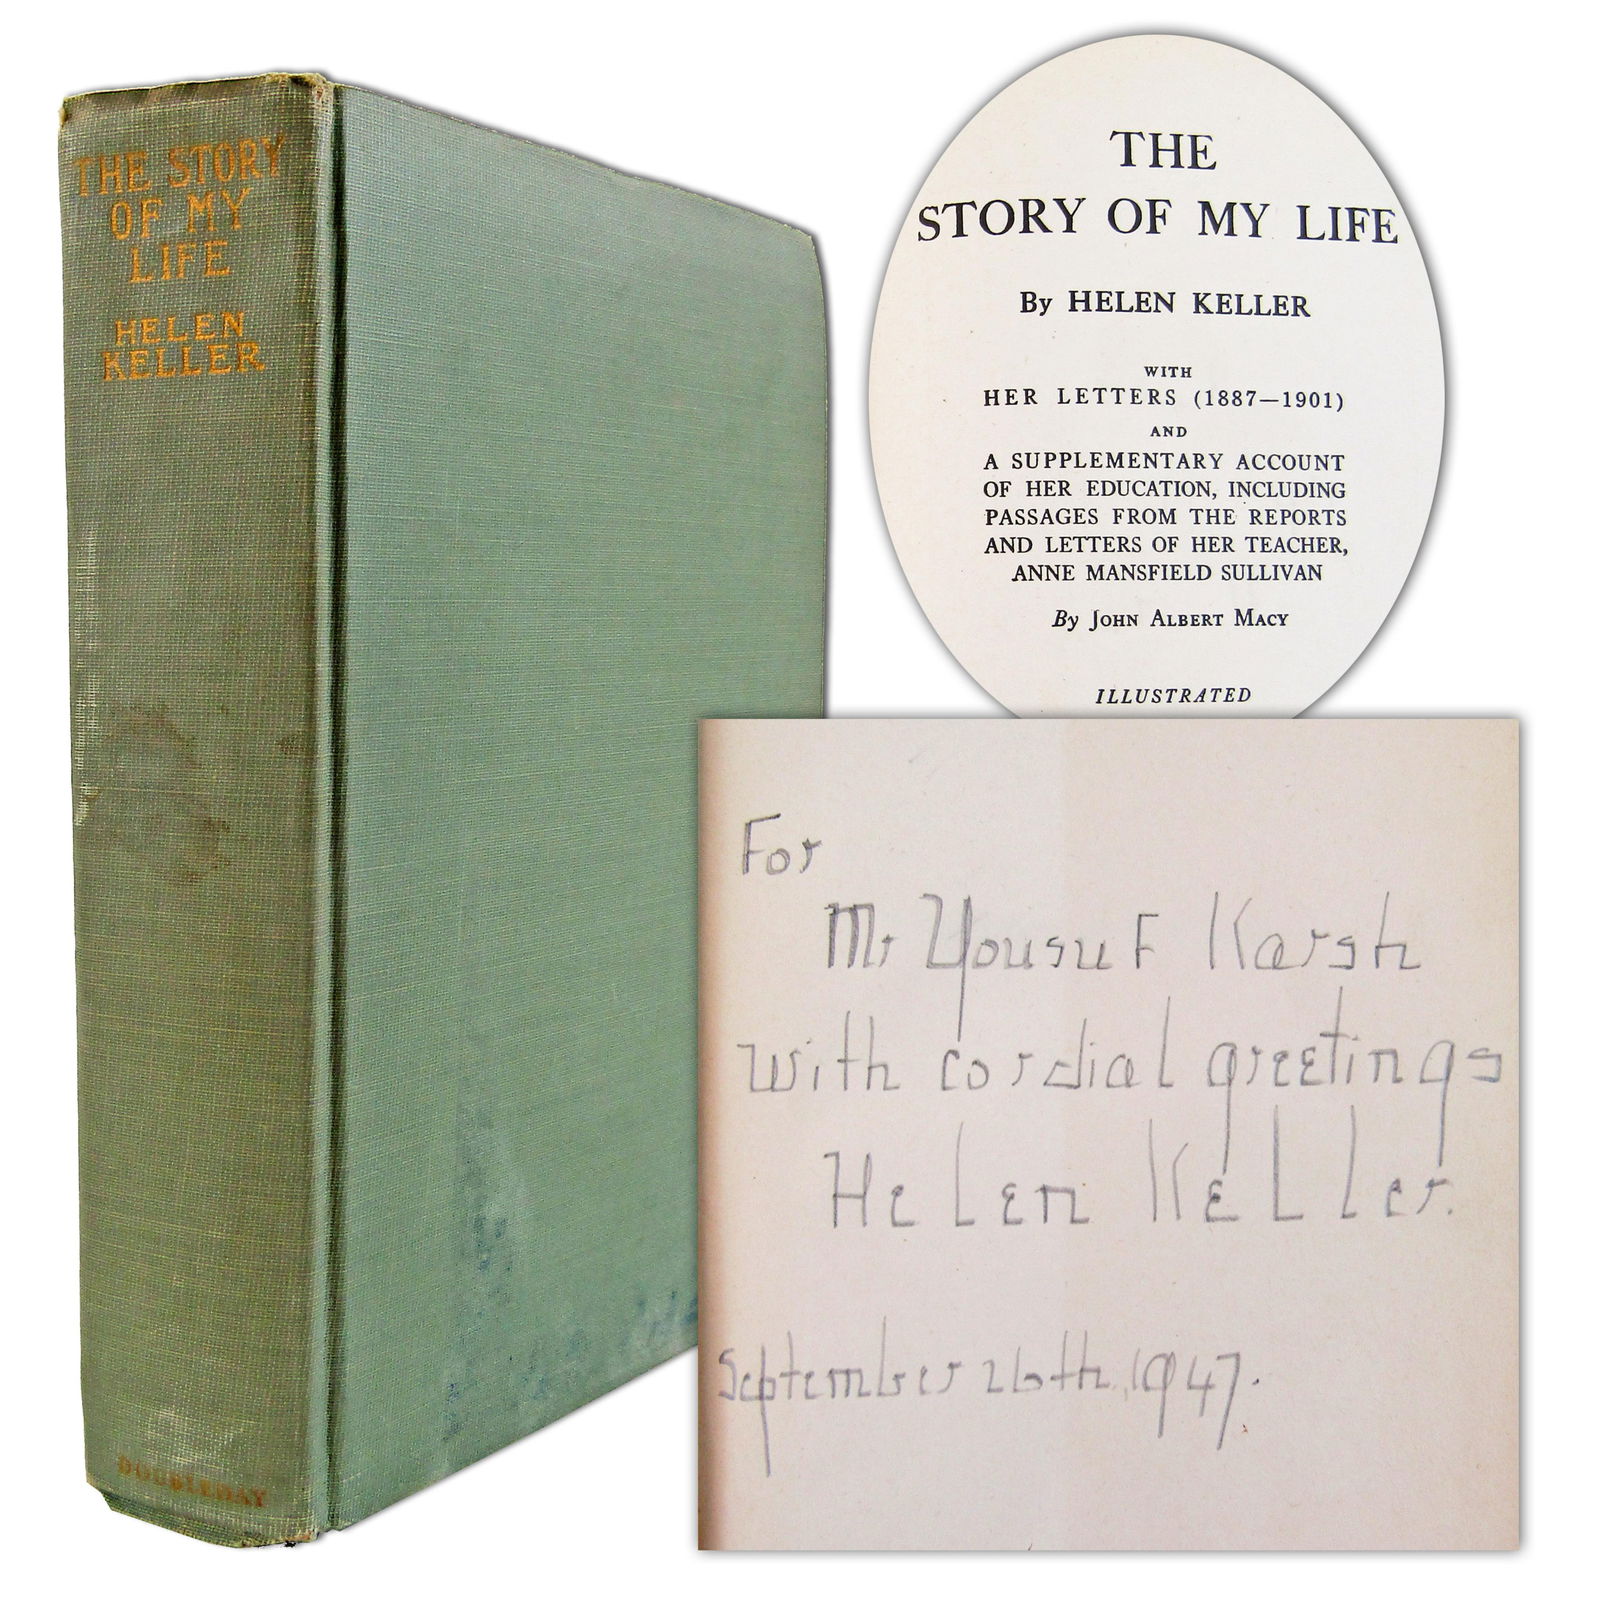 THE STORY
OF MY
LIFE
HELEN
KELLER
DOUBLEDAY
THE
STORY OF MY LIFE
By HELEN KELLER
WITH
HER LETTERS (1887—1901)
AND
A SUPPLEMENTARY ACCOUNT
OF HER EDUCATION, INCLUDING
PASSAGES FROM THE REPORTS
AND LETTERS OF HER TEACHER,
ANNE MANSFIELD SULLIVAN
By JOHN ALBERT MACY
ILLUSTRATED
For
Mr Yousuf Karsh
with cordial greetings
Helen Keller.
September 26th, 1947.